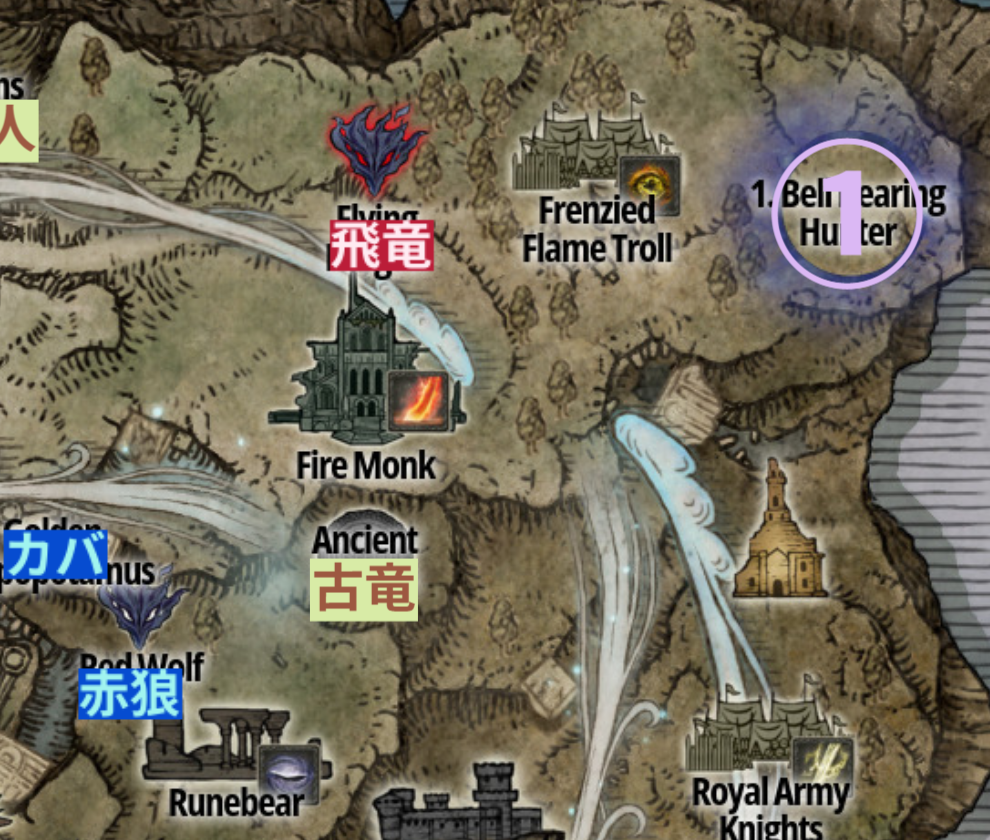 人
飛竜
Frenzied
Flame Troll
1. Bell Bearing
Hunter
1
Fire Monk
Ancient
古竜
Golden
カバ
Red Wolf
赤狼
Runebear
Royal Army
Knights